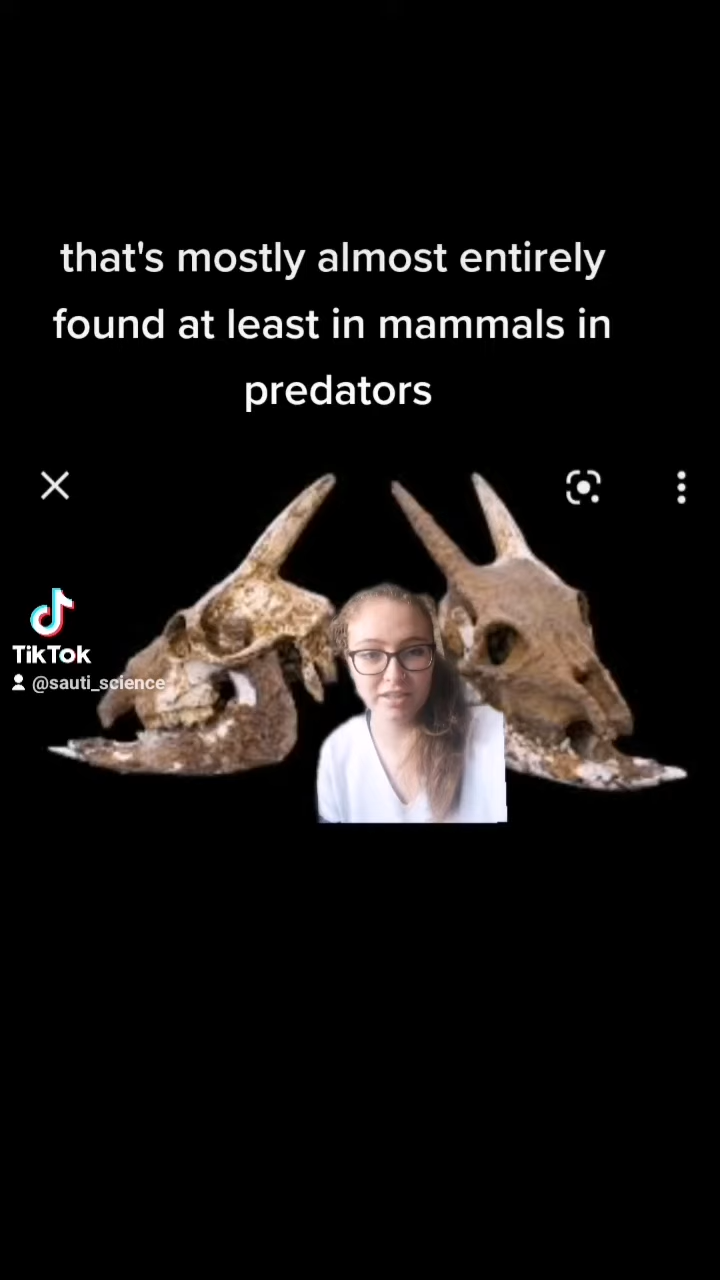 that's mostly almost entirely
found at least in mammals in
predators
TikTok
@sauti_science